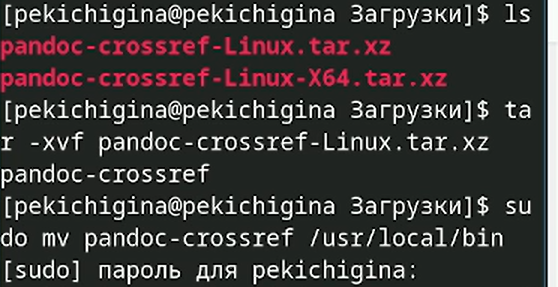 [pekichigina@pekichigina Загрузки]$ ls
pandoc-crossref-Linux.tar.xz
pandoc-crossref-Linux-X64.tar.xz
[pekichigina@pekichigina Загрузки]$ ta
r -xvf pandoc-crossref-Linux.tar.xz
pandoc-crossref
[pekichigina@pekichigina Загрузки]$ su
do mv pandoc-crossref /usr/local/bin
[sudo] пароль для pekichigina: